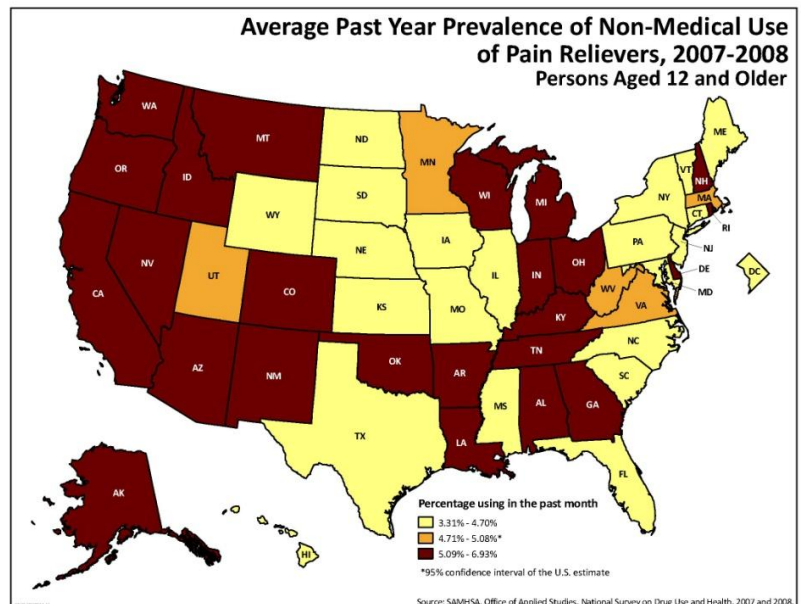 Average Past Year Prevalence of Non-Medical Use
of Pain Relievers, 2007-2008
Persons Aged 12 and Older
WA
MT
ND
MN
ME
OR
ID
SD
WI
MI
VT
NH
NY
MA
CT
RI
WY
IA
PA
NJ
NE
NV
UT
IL
IN
OH
DE
DC
MD
CA
CO
KS
MO
WV
VA
KY
NC
TN
AZ
NM
OK
AR
SC
MS
AL
GA
TX
LA
FL
AK
HI
Percentage using in the past month
3.31% - 4.70%
4.71% - 5.08%*
5.09% - 6.93%
*95% confidence interval of the U.S. estimate
Source: SAMHSA, Office of Applied Studies, National Survey on Drug Use and Health, 2007 and 2008